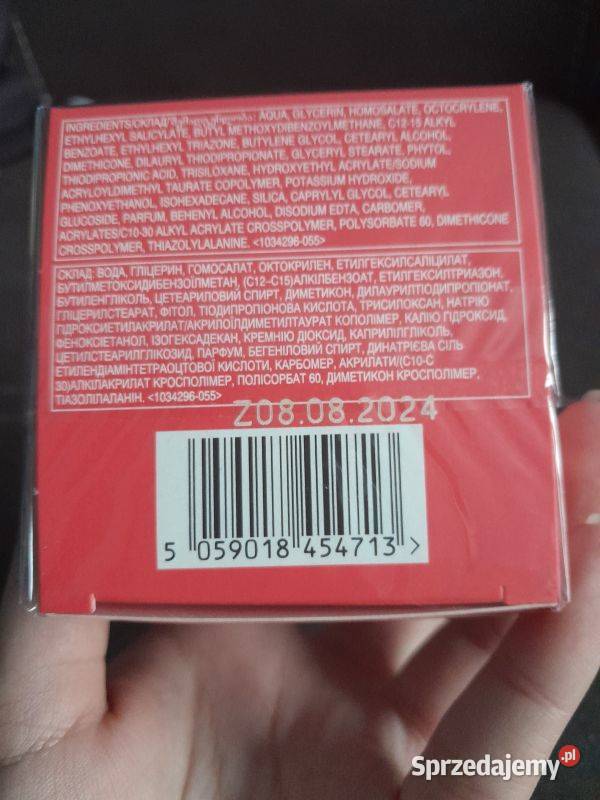 INGREDIENTS/СКЛАД/ AQUA, GLYCERIN, HOMOSALATE, OCTOCRYLENE,
ETHYLHEXYL SALICYLATE, BUTYL METHOXYDIBENZOYLMETHANE, C12-15 ALKYL
BENZOATE, ETHYLHEXYL TRIAZONE, BUTYLENE GLYCOL, CETEARYL ALCOHOL,
DIMETHICONE, DILAURYL THIODIPROPIONATE, GLYCERYL STEARATE, PHYTOL,
THIODIPROPIONIC ACID, TRISILOXANE, HYDROXYETHYL ACRYLATE/SODIUM
ACRYLOYLDIMETHYL TAURATE COPOLYMER, POTASSIUM HYDROXIDE,
PHENOXYETHANOL, ISOHEXADECANE, SILICA, CAPRYLYL GLYCOL, CETEARYL
GLUCOSIDE, PARFUM, BEHENYL ALCOHOL, DISODIUM EDTA, CARBOMER,
ACRYLATES/C10-30 ALKYL ACRYLATE CROSSPOLYMER, POLYSORBATE 60, DIMETHICONE
CROSSPOLYMER, THIAZOLYLALANINE. <1034296-055>
СКЛАД: ВОДА, ГЛІЦЕРИН, ГОМОСАЛАТ, ОКТОКРИЛЕН, ЕТИЛГЕКСИЛСАЛІЦИЛАТ,
БУТИЛМЕТОКСИДИБЕНЗОЇЛМЕТАН, (C12-C15)АЛКІЛБЕНЗОАТ, ЕТИЛГЕКСИЛТРИАЗОН,
БУТИЛЕНГЛІКОЛЬ, ЦЕТЕАРИЛОВИЙ СПИРТ, ДИМЕТИКОН, ДИЛАУРИЛТІОДИПРОПІОНАТ,
ГЛІЦЕРИЛСТЕАРАТ, ФІТОЛ, ТІОДИПРОПІОНОВА КИСЛОТА, ТРИСИЛОКСАН, НАТРІЮ
ГІДРОКСИЕТИЛАКРИЛАТ/АКРИЛОЇЛДИМЕТИЛТАУРАТ КОПОЛІМЕР, КАЛІЮ ГІДРОКСИД,
ФЕНОКСІЕТАНОЛ, ІЗОГЕКСАДЕКАН, КРЕМНІЮ ДІОКСИД, КАПРИЛІЛГЛІКОЛЬ,
ЦЕТИЛСТЕАРИЛГЛІКОЗИД, ПАРФУМ, БЕГЕНІЛОВИЙ СПИРТ, ДИНАТРІЄВА СІЛЬ
ЕТИЛЕНДІАМІНТЕТРАОЦТОВОЇ КИСЛОТИ, КАРБОМЕР, АКРИЛАТИ/(C10-C
30)АЛКІЛАКРИЛАТ КРОСПОЛІМЕР, ПОЛІСОРБАТ 60, ДИМЕТИКОН КРОСПОЛІМЕР,
ТІАЗОЛІЛАЛАНІН. <1034296-055>
Z08.08.2024
5 059018 454713 >
Sprzedajemy.pl